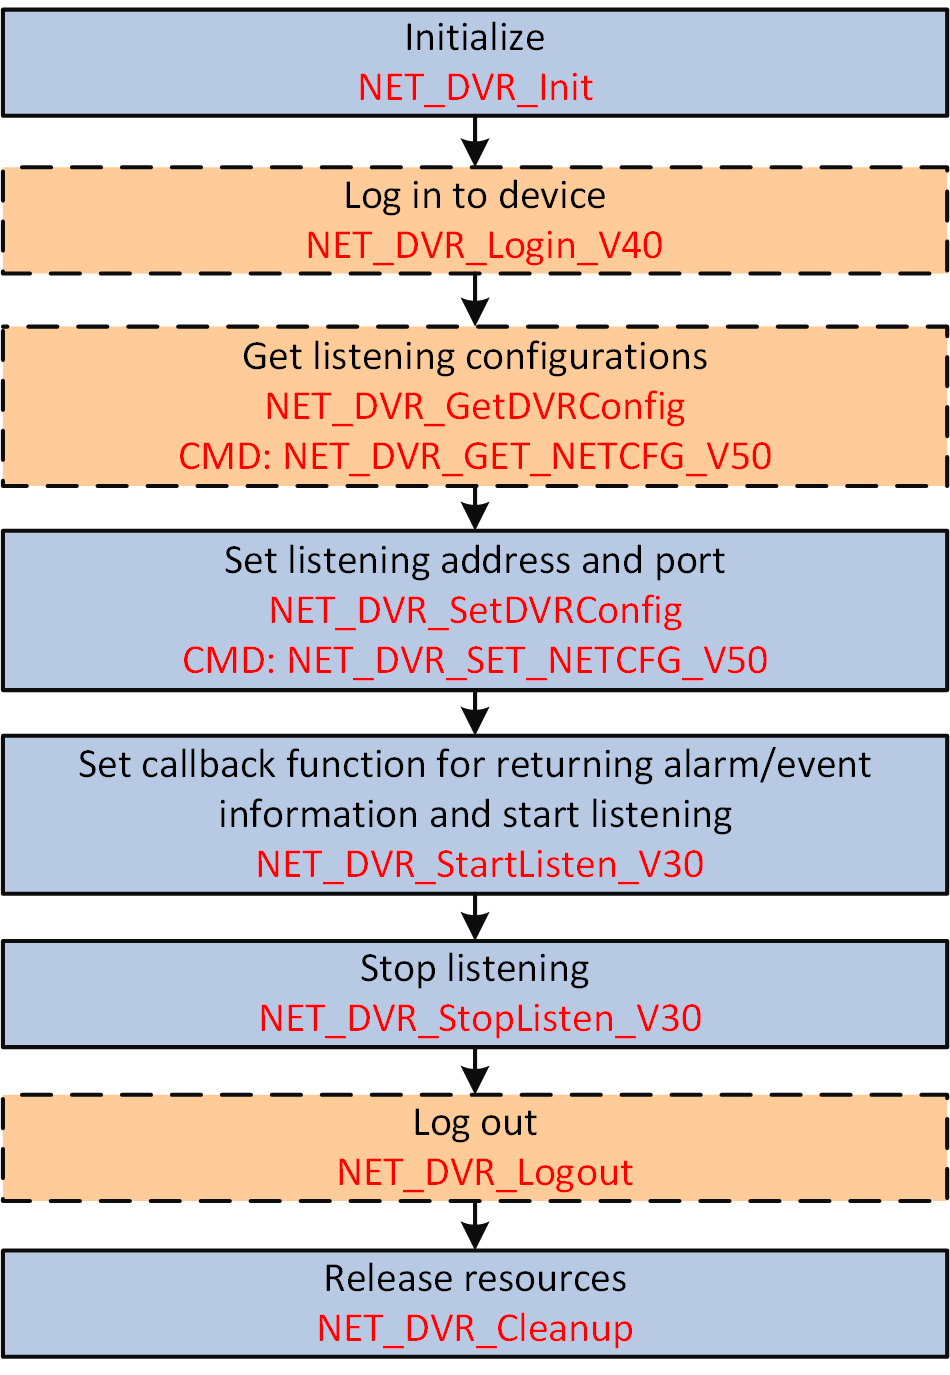 Initialize
NET_DVR_Init
Log in to device
NET_DVR_Login_V40
Get listening configurations
NET_DVR_GetDVRConfig
CMD: NET_DVR_GET_NETCFG_V50
Set listening address and port
NET_DVR_SetDVRConfig
CMD: NET_DVR_SET_NETCFG_V50
Set callback function for returning alarm/event
information and start listening
NET_DVR_StartListen_V30
Stop listening
NET_DVR_StopListen_V30
Log out
NET_DVR_Logout
Release resources
NET_DVR_Cleanup